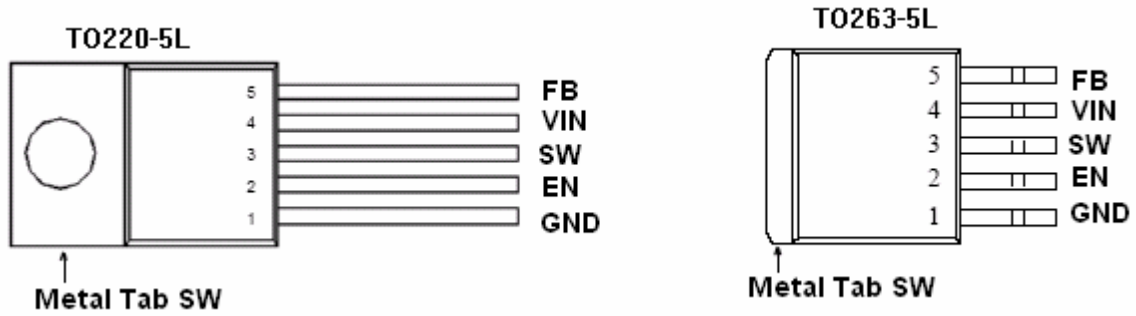 TO220-5L
5 FB
4 VIN
3 SW
2 EN
1 GND
Metal Tab SW
TO263-5L
5 FB
4 VIN
3 SW
2 EN
1 GND
Metal Tab SW